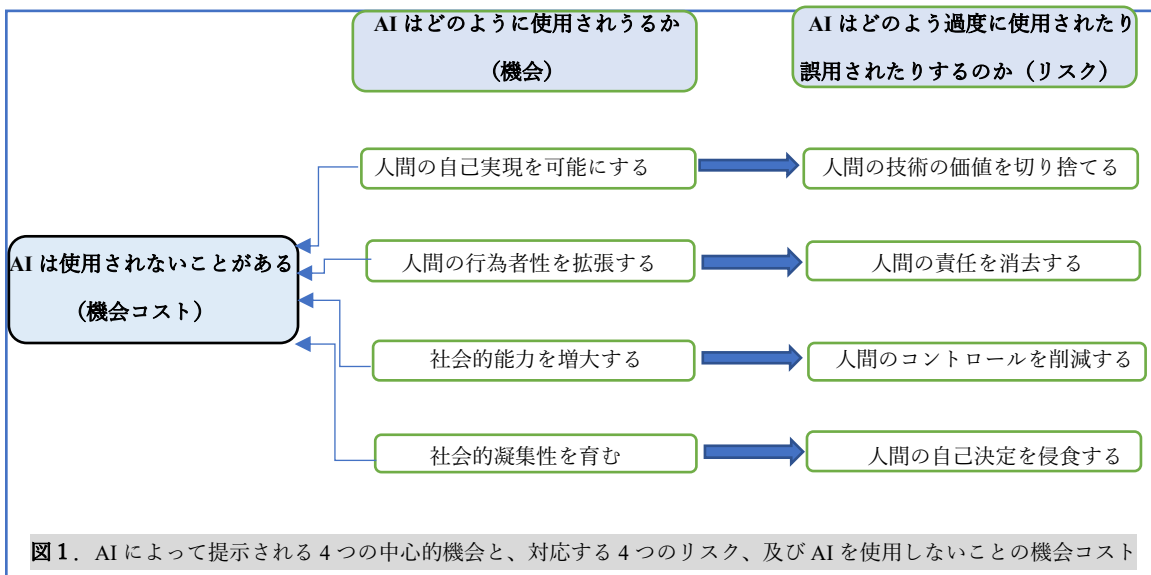 AI はどのように使用されうるか
（機会）
AI はどのよう過度に使用されたり
誤用されたりするのか（リスク）
人間の自己実現を可能にする
人間の技術の価値を切り捨てる
AI は使用されないことがある
（機会コスト）
人間の行為者性を拡張する
人間の責任を消去する
社会的能力を増大する
人間のコントロールを削減する
社会的凝集性を育む
人間の自己決定を侵食する
図１．AI によって提示される 4 つの中心的機会と、対応する 4 つのリスク、及び AI を使用しないことの機会コスト